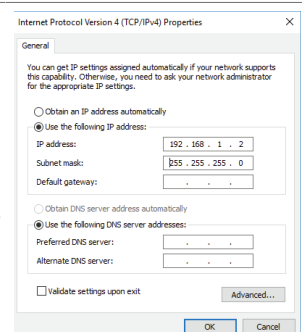 Internet Protocol Version 4 (TCP/IPv4) Properties
General
You can get IP settings assigned automatically if your network supports
this capability. Otherwise, you need to ask your network administrator
for the appropriate IP settings.
Obtain an IP address automatically
Use the following IP address:
IP address: 192 . 168 . 1 . 2
Subnet mask: 255 . 255 . 255 . 0
Default gateway: . . .
Obtain DNS server address automatically
Use the following DNS server addresses:
Preferred DNS server: . . .
Alternate DNS server: . . .
Validate settings upon exit
Advanced...
OK Cancel